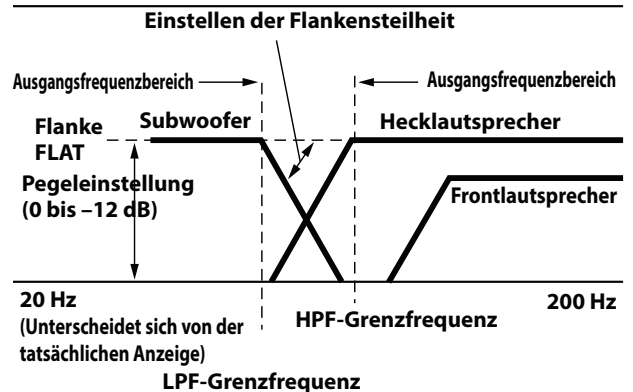 Einstellen der Flankensteilheit
Ausgangsfrequenzbereich
Ausgangsfrequenzbereich
Flanke
FLAT
Subwoofer
Hecklautsprecher
Pegeleinstellung
(0 bis –12 dB)
Frontlautsprecher
20 Hz
(Unterscheidet sich von der
tatsächlichen Anzeige)
HPF-Grenzfrequenz
200 Hz
LPF-Grenzfrequenz